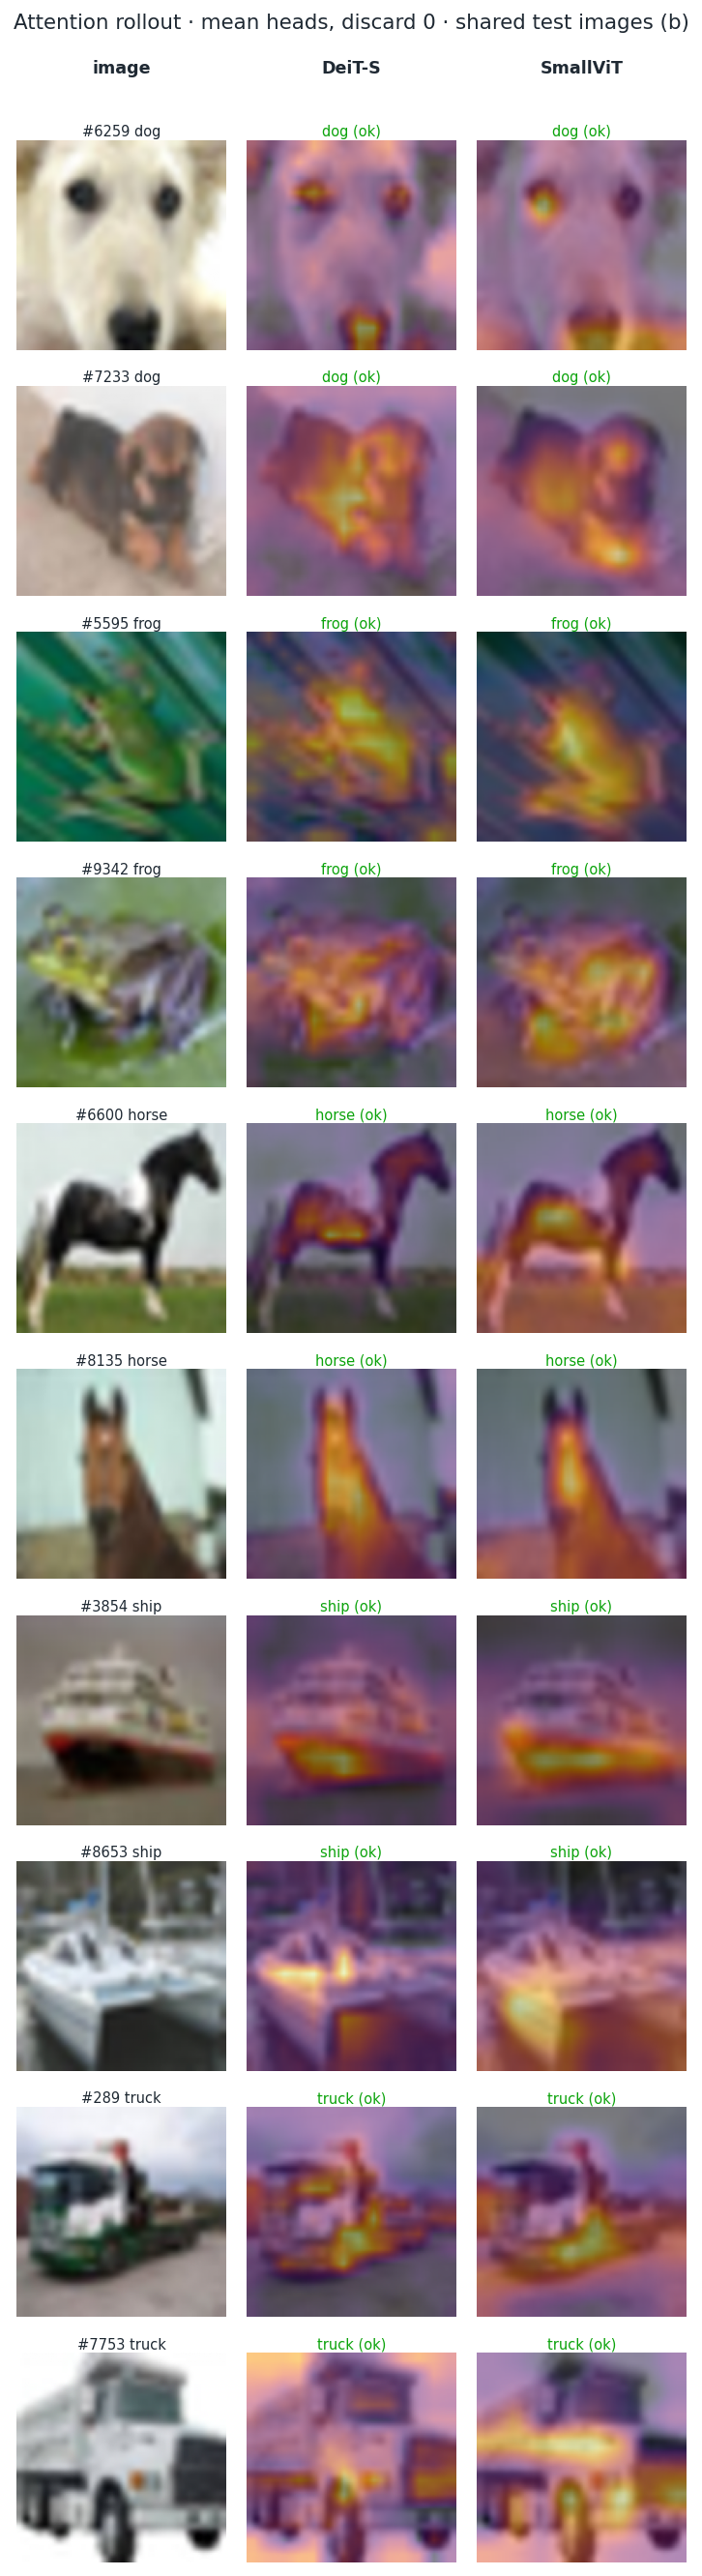 Attention rollout · mean heads, discard 0 · shared test images (b)
image DeiT-S SmallViT
#6259 dog dog (ok) dog (ok)
#7233 dog dog (ok) dog (ok)
#5595 frog frog (ok) frog (ok)
#9342 frog frog (ok) frog (ok)
#6600 horse horse (ok) horse (ok)
#8135 horse horse (ok) horse (ok)
#3854 ship ship (ok) ship (ok)
#8653 ship ship (ok) ship (ok)
#289 truck truck (ok) truck (ok)
#7753 truck truck (ok) truck (ok)